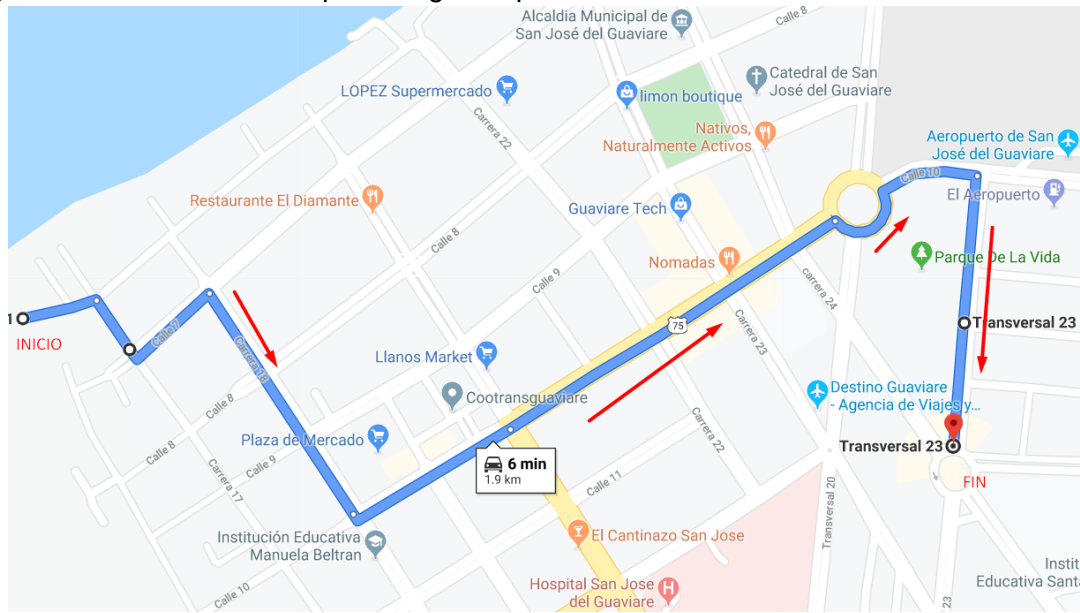 Alcaldia Municipal de
San José del Guaviare
Calle 8
LOPEZ Supermercado
limon boutique
Catedral de San
José del Guaviare
Carrera 22
Nativos,
Naturalmente Activos
Aeropuerto de San
José del Guaviare
Calle 10
El Aeropuerto
Restaurante El Diamante
Guaviare Tech
Calle 8
Parque De La Vida
Nomadas
Calle 9
carrera 24
1
INICIO
Calle 7
75
Transversal 23
Carrera 23
Llanos Market
Carrera 18
Cootransguaviare
Destino Guaviare
- Agencia de Viajes y...
Calle 8
Plaza de Mercado
Carrera 22
Transversal 23
Calle 8
Calle 9
6 min
1.9 km
Carrera 17
Calle 11
FIN
Transversal 20
Institución Educativa
Manuela Beltran
El Cantinazo San Jose
Calle 10
Hospital San Jose
del Guaviare
Instit
Educativa Santa
23